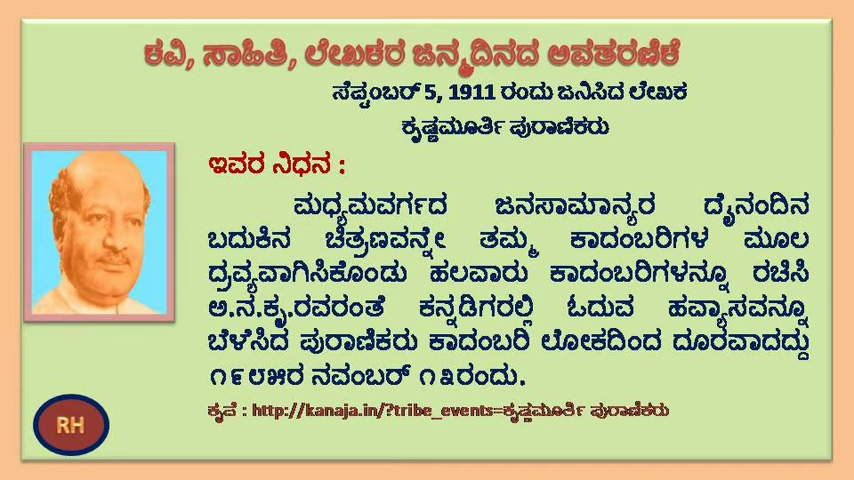 ಕವಿ, ಸಾಹಿತಿ, ಲೇಖಕರ ಜನ್ಮದಿನದ ಅವತರಣಿಕೆ
ಸೆಪ್ಟಂಬರ್ 5, 1911 ರಂದು ಜನಿಸಿದ ಲೇಖಕ
ಕೃಷ್ಣಮೂರ್ತಿ ಪುರಾಣಿಕರು
ಇವರ ನಿಧನ :
ಮಧ್ಯಮವರ್ಗದ ಜನಸಾಮಾನ್ಯರ ದೈನಂದಿನ
ಬದುಕಿನ ಚಿತ್ರಣವನ್ನೇ ತಮ್ಮ ಕಾದಂಬರಿಗಳ ಮೂಲ
ದ್ರವ್ಯವಾಗಿಸಿಕೊಂಡು ಹಲವಾರು ಕಾದಂಬರಿಗಳನ್ನೂ ರಚಿಸಿ
ಅ.ನ.ಕೃ.ರವರಂತೆ ಕನ್ನಡಿಗರಲ್ಲಿ ಓದುವ ಹವ್ಯಾಸವನ್ನೂ
ಬೆಳೆಸಿದ ಪುರಾಣಿಕರು ಕಾದಂಬರಿ ಲೋಕದಿಂದ ದೂರವಾದದ್ದು
೧೯೮೫ರ ನವಂಬರ್ ೧೩ರಂದು.
ಕೃಪೆ : http://kanaja.in/?tribe_events=ಕೃಷ್ಣಮೂರ್ತಿ ಪುರಾಣಿಕರು
RH